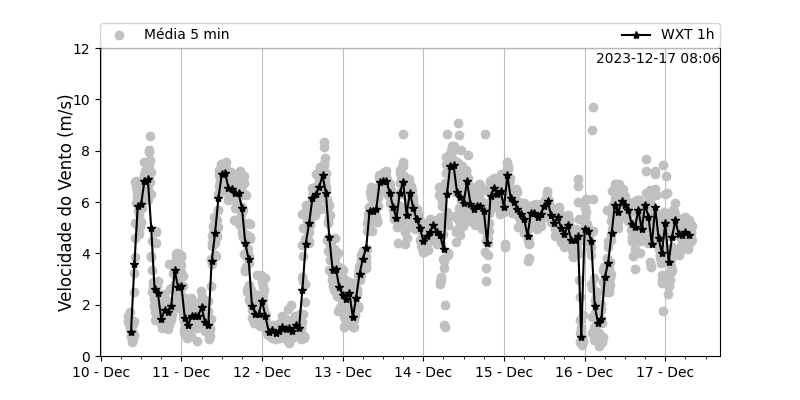 Média 5 min
WXT 1h
2023-12-17 08:06
Velocidade do Vento (m/s)
12
10
8
6
4
2
0
10 - Dec
11 - Dec
12 - Dec
13 - Dec
14 - Dec
15 - Dec
16 - Dec
17 - Dec